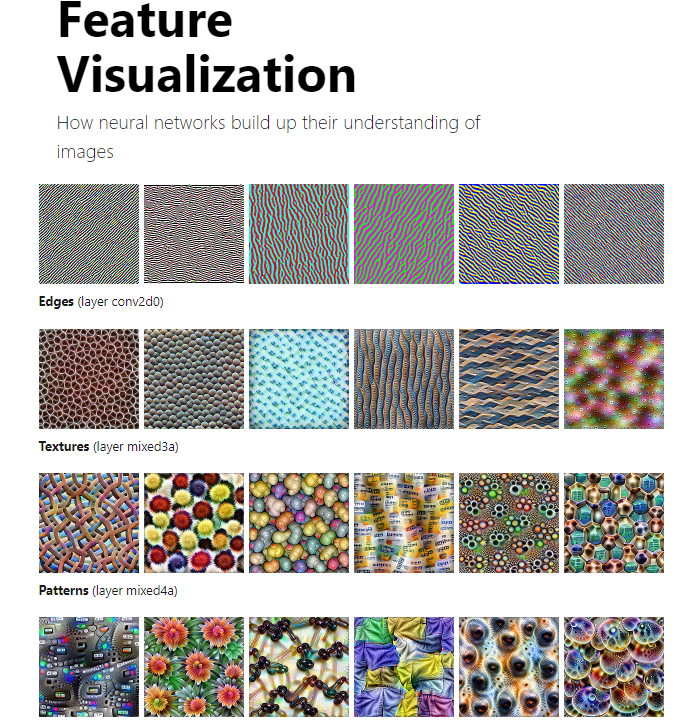 Feature
Visualization
How neural networks build up their understanding of
images
Edges (layer conv2d0)
Textures (layer mixed3a)
Patterns (layer mixed4a)